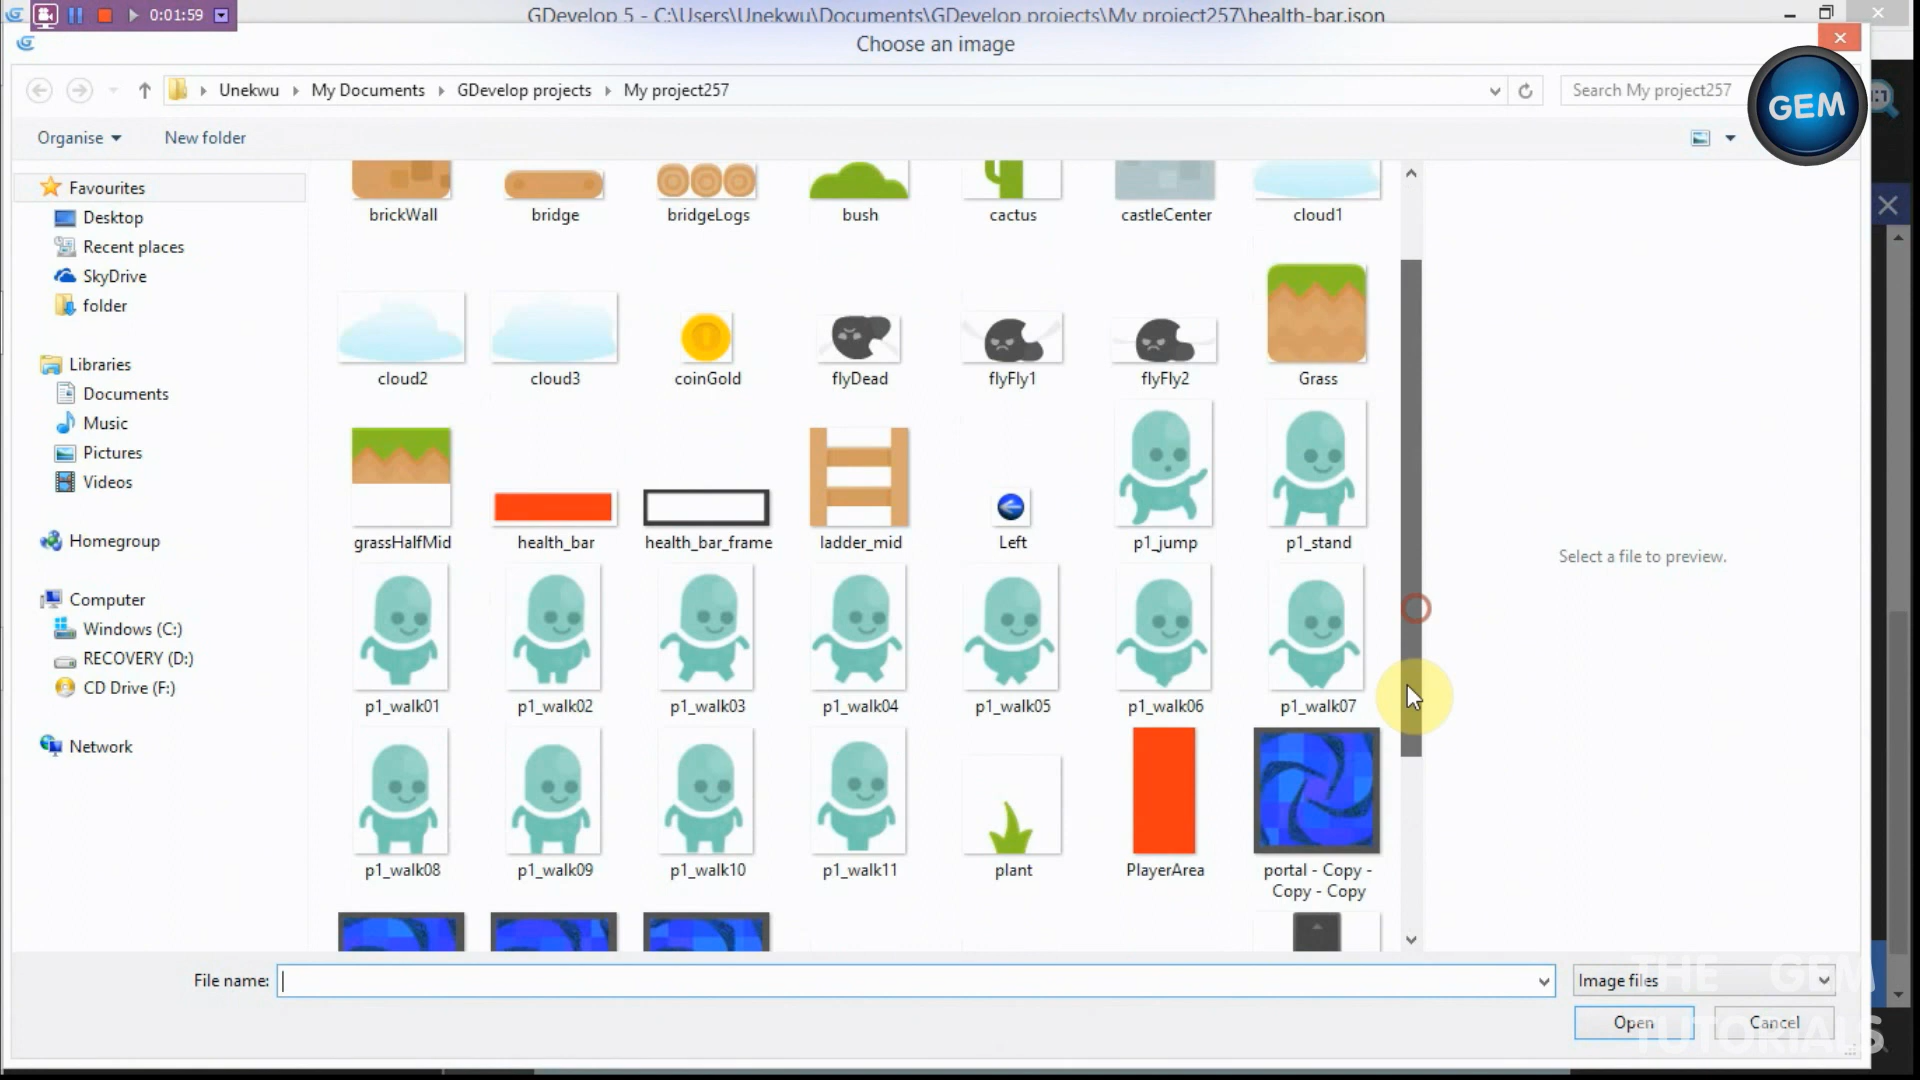 0:01:59
GDevelop 5 - C:\Users\Unekwu\Documents\GDevelop projects\My project257\health-bar.json
Choose an image
Unekwu
My Documents
GDevelop projects
My project257
Search My project257
GEM
1:1
Organise
New folder
Favourites
Desktop
Recent places
SkyDrive
folder
Libraries
Documents
Music
Pictures
Videos
Homegroup
Computer
Windows (C:)
RECOVERY (D:)
CD Drive (F:)
Network
brickWall
bridge
bridgeLogs
bush
cactus
castleCenter
cloud1
cloud2
cloud3
coinGold
flyDead
flyFly1
flyFly2
Grass
grassHalfMid
health_bar
health_bar_frame
ladder_mid
Left
p1_jump
p1_stand
p1_walk01
p1_walk02
p1_walk03
p1_walk04
p1_walk05
p1_walk06
p1_walk07
p1_walk08
p1_walk09
p1_walk10
p1_walk11
plant
PlayerArea
portal - Copy -
Copy - Copy
Select a file to preview.
File name:
Image files
Open
Cancel
THE GEM
TUTORIALS